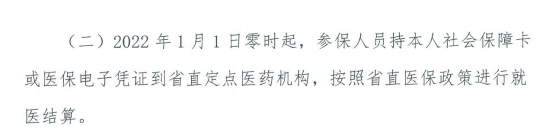 （二）2022 年 1 月 1 日零时起，参保人员持本人社会保障卡
或医保电子凭证到省直定点医药机构，按照省直医保政策进行就
医结算。